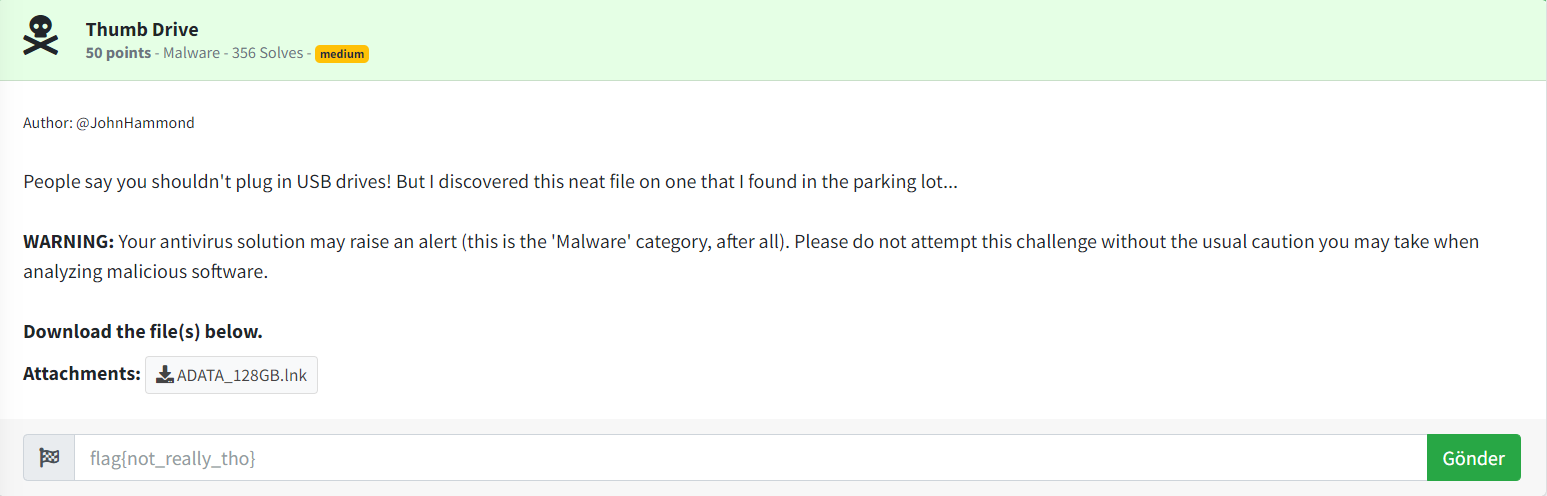 Thumb Drive
50 points - Malware - 356 Solves - medium
Author: @JohnHammond
People say you shouldn't plug in USB drives! But I discovered this neat file on one that I found in the parking lot...
WARNING: Your antivirus solution may raise an alert (this is the 'Malware' category, after all). Please do not attempt this challenge without the usual caution you may take when
analyzing malicious software.
Download the file(s) below.
Attachments: ADATA_128GB.lnk
flag{not_really_tho} Gönder